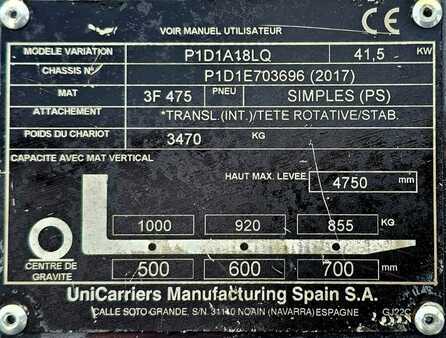 VOIR MANUEL UTILISATEUR CE
MODELE VARIATION P1D1A18LQ 41,5 KW
CHASSIS Nº P1D1E703696 (2017)
MAT 3F 475 PNEU SIMPLES (PS)
ATTACHEMENT *TRANSL.(INT.)/TETE ROTATIVE/STAB.
POIDS DU CHARIOT 3470 KG
CAPACITE AVEC MAT VERTICAL
HAUT MAX. LEVEE 4750 mm
1000 920 855 KG
CENTRE DE GRAVITE 500 600 700 mm
UniCarriers Manufacturing Spain S.A.
CALLE SOTO GRANDE, S/N. 31110 NOAIN (NAVARRA) ESPAGNE GJ22C